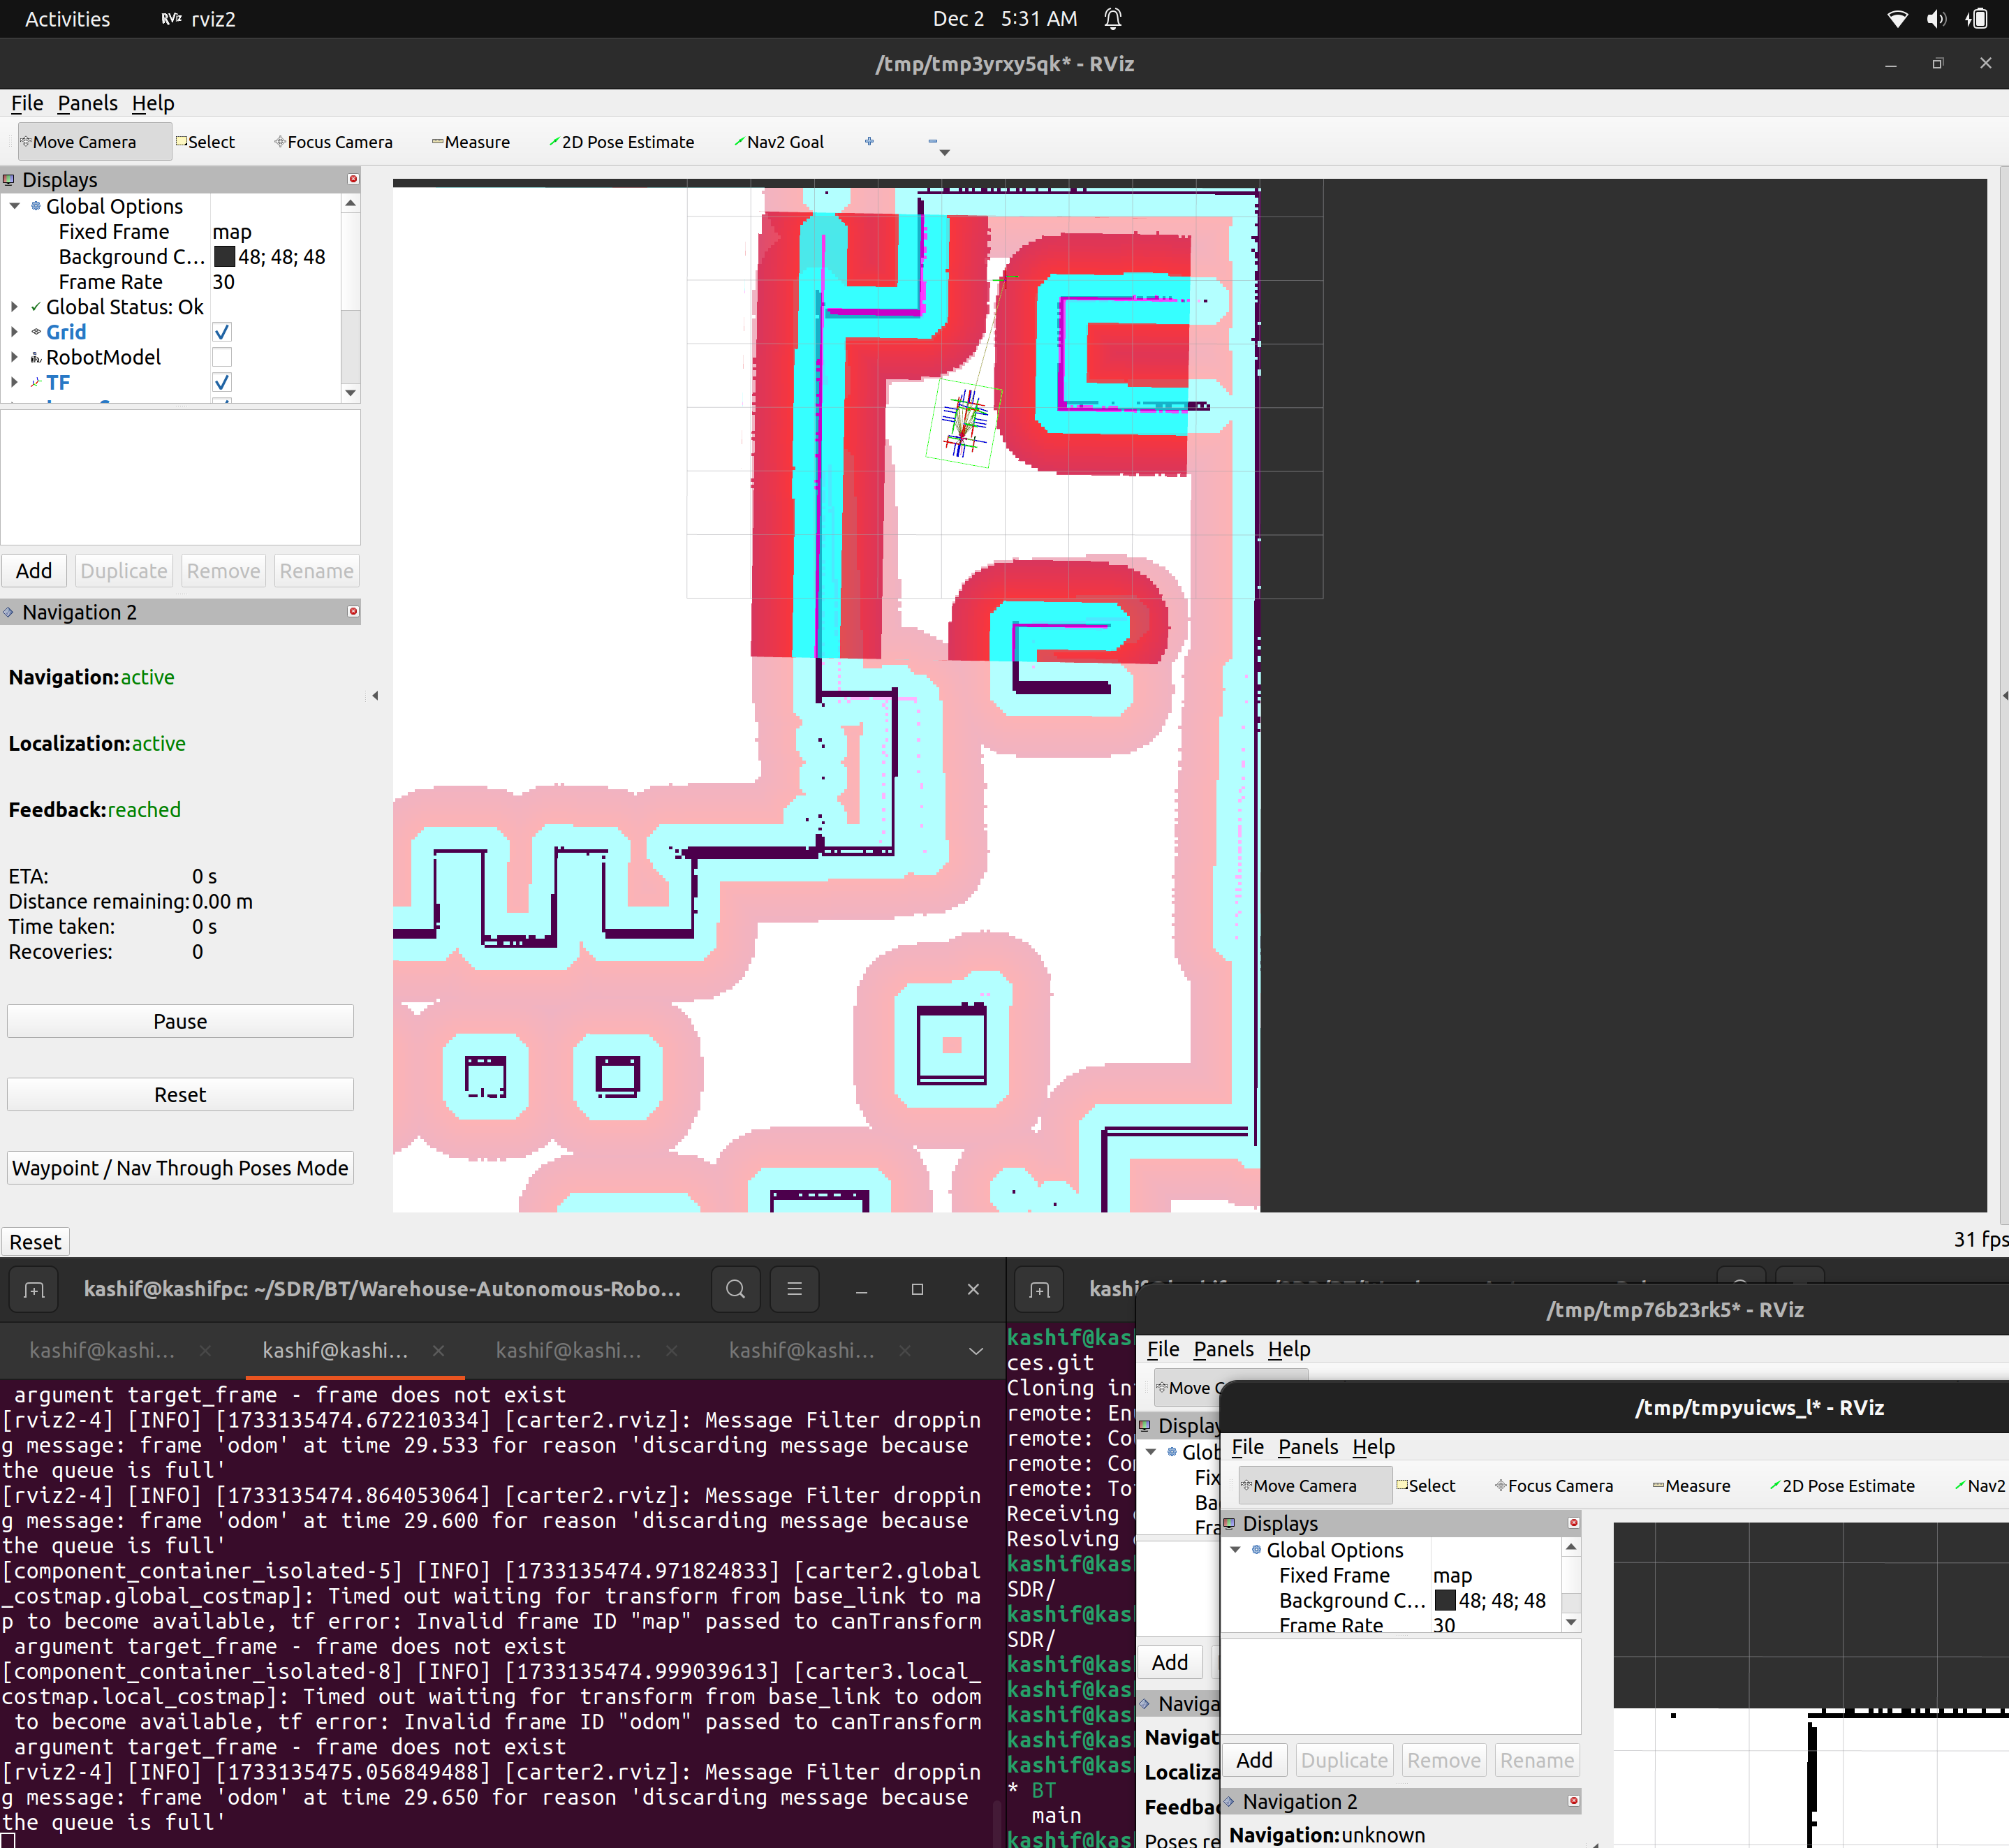 Activities
rviz2
Dec 2 5:31 AM
/tmp/tmp3yrxy5qk* - RViz
File Panels Help
Move Camera Select Focus Camera Measure 2D Pose Estimate Nav2 Goal
Displays
Global Options
Fixed Frame map
Background C... 48; 48; 48
Frame Rate 30
Global Status: Ok
Grid
RobotModel
TF
Add Duplicate Remove Rename
Navigation 2
Navigation: active
Localization: active
Feedback: reached
ETA: 0 s
Distance remaining: 0.00 m
Time taken: 0 s
Recoveries: 0
Pause
Reset
Waypoint / Nav Through Poses Mode
Reset
31 fps
kashif@kashifpc: ~/SDR/BT/Warehouse-Autonomous-Robo...
kashif@kashi... kashif@kashi... kashif@kashi... kashif@kashi...
argument target_frame - frame does not exist
[rviz2-4] [INFO] [1733135474.672210334] [carter2.rviz]: Message Filter droppin
g message: frame 'odom' at time 29.533 for reason 'discarding message because
the queue is full'
[rviz2-4] [INFO] [1733135474.864053064] [carter2.rviz]: Message Filter droppin
g message: frame 'odom' at time 29.600 for reason 'discarding message because
the queue is full'
[component_container_isolated-5] [INFO] [1733135474.971824833] [carter2.global
_costmap.global_costmap]: Timed out waiting for transform from base_link to ma
p to become available, tf error: Invalid frame ID "map" passed to canTransform
argument target_frame - frame does not exist
[component_container_isolated-8] [INFO] [1733135474.999039613] [carter3.local_
costmap.local_costmap]: Timed out waiting for transform from base_link to odom
to become available, tf error: Invalid frame ID "odom" passed to canTransform
argument target_frame - frame does not exist
[rviz2-4] [INFO] [1733135475.056849488] [carter2.rviz]: Message Filter droppin
g message: frame 'odom' at time 29.650 for reason 'discarding message because
the queue is full'
kashif@kas
ces.git
Cloning in
remote: En
remote: Co
remote: Co
remote: To
Receiving
Resolving
kashif@kas
SDR/
kashif@kas
SDR/
kashif@kas
kashif@kas
kashif@kas
kashif@kas
kashif@kas
* BT
main
kashif@kas
/tmp/tmp76b23rk5* - RViz
File Panels Help
Move C
Display
Glob
Fix
Ba
Fra
Add
Naviga
Navigat
Localiza
Feedbac
Poses re
/tmp/tmpyuicws_l* - RViz
File Panels Help
Move Camera Select Focus Camera Measure 2D Pose Estimate Nav2
Displays
Global Options
Fixed Frame map
Background C... 48; 48; 48
Frame Rate 30
Add Duplicate Remove Rename
Navigation 2
Navigation: unknown